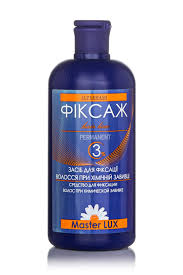 ФІКСАЖ
PERMANENT
3
ЗАСІБ ДЛЯ ФІКСАЦІЇ
ВОЛОССЯ ПРИ ХІМІЧНІЙ ЗАВИВЦІ
СРЕДСТВО ДЛЯ ФИКСАЦИИ
ВОЛОС ПРИ ХИМИЧЕСКОЙ ЗАВИВКЕ
Master LUX